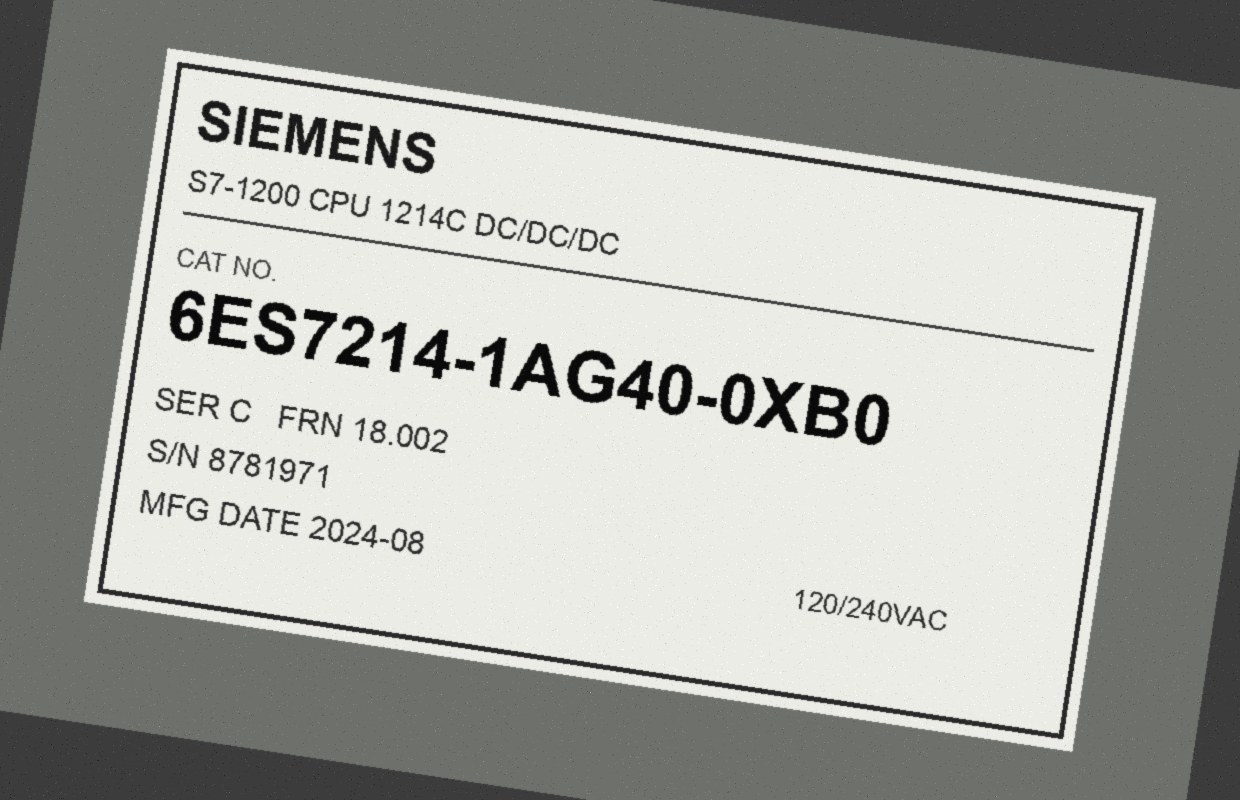 SIEMENS
S7-1200 CPU 1214C DC/DC/DC
CAT NO.
6ES7214-1AG40-0XB0
SER C FRN 18.002
S/N 8781971
MFG DATE 2024-08
120/240VAC